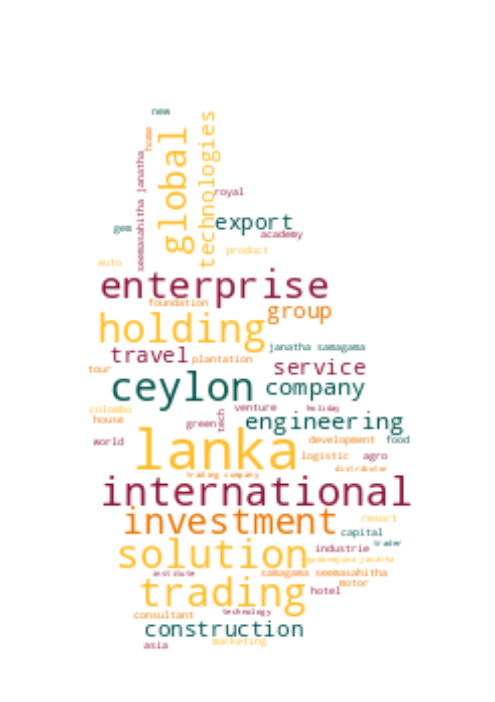 new
home
global
technologies
seemasahitha janatha
royal
gem
export
academy
product
auto
enterprise
foundation
group
holding
janatha samagama
travel
plantation
service
tour
ceylon
company
colombo
venture
holiday
house
green
tech
engineering
world
lanka
development
food
logistic
agro
distributor
trading company
international
investment
resort
capital
solution
industrie
trader
institute
samagama seemasahitha
motor
trading
hotel
technology
consultant
construction
asia
marketing